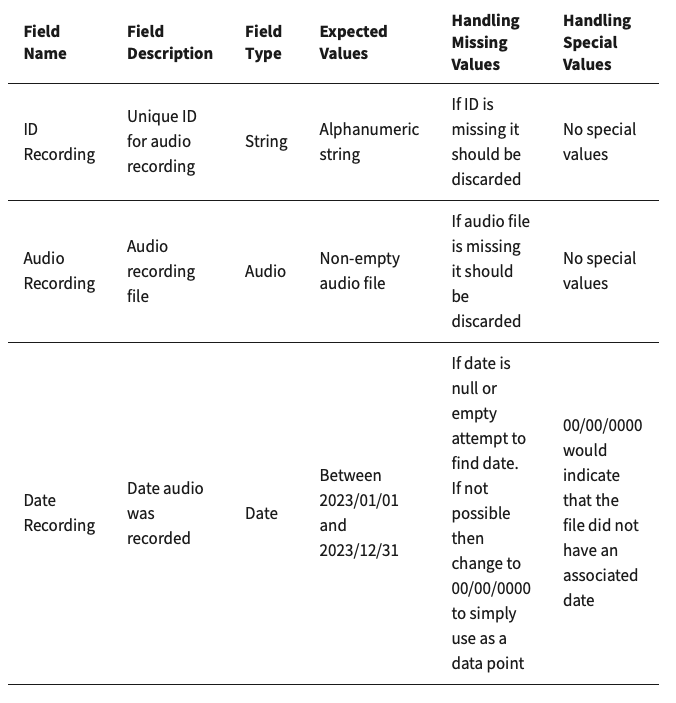 Field
Name
Field
Description
Field
Type
Expected
Values
Handling
Missing
Values
Handling
Special
Values
ID
Recording
Unique ID
for audio
recording
String
Alphanumeric
string
If ID is
missing it
should be
discarded
No special
values
Audio
Recording
Audio
recording
file
Audio
Non-empty
audio file
If audio file
is missing
it should
be
discarded
No special
values
Date
Recording
Date audio
was
recorded
Date
Between
2023/01/01
and
2023/12/31
If date is
null or
empty
attempt to
find date.
If not
possible
then
change to
00/00/0000
to simply
use as a
data point
00/00/0000
would
indicate
that the
file did not
have an
associated
date